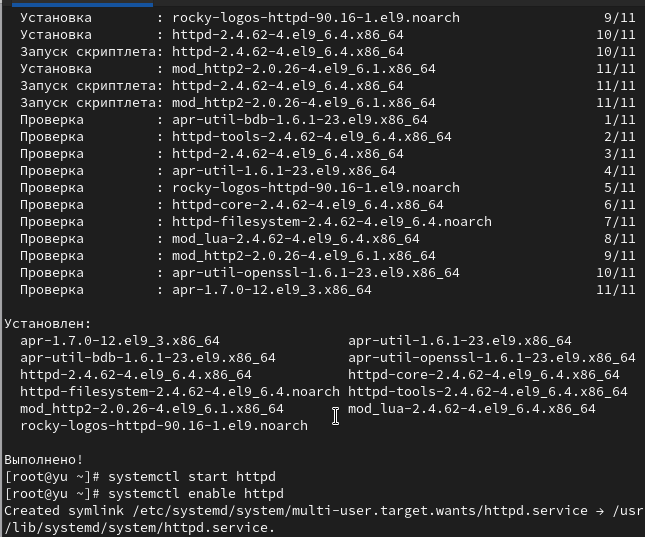 Установка : rocky-logos-httpd-90.16-1.el9.noarch 9/11
Установка : httpd-2.4.62-4.el9_6.4.x86_64 10/11
Запуск скриптлета: httpd-2.4.62-4.el9_6.4.x86_64 10/11
Установка : mod_http2-2.0.26-4.el9_6.1.x86_64 11/11
Запуск скриптлета: httpd-2.4.62-4.el9_6.4.x86_64 11/11
Запуск скриптлета: mod_http2-2.0.26-4.el9_6.1.x86_64 11/11
Проверка : apr-util-bdb-1.6.1-23.el9.x86_64 1/11
Проверка : httpd-tools-2.4.62-4.el9_6.4.x86_64 2/11
Проверка : httpd-2.4.62-4.el9_6.4.x86_64 3/11
Проверка : apr-util-1.6.1-23.el9.x86_64 4/11
Проверка : rocky-logos-httpd-90.16-1.el9.noarch 5/11
Проверка : httpd-core-2.4.62-4.el9_6.4.x86_64 6/11
Проверка : httpd-filesystem-2.4.62-4.el9_6.4.noarch 7/11
Проверка : mod_lua-2.4.62-4.el9_6.4.x86_64 8/11
Проверка : mod_http2-2.0.26-4.el9_6.1.x86_64 9/11
Проверка : apr-util-openssl-1.6.1-23.el9.x86_64 10/11
Проверка : apr-1.7.0-12.el9_3.x86_64 11/11
Установлен:
apr-1.7.0-12.el9_3.x86_64 apr-util-1.6.1-23.el9.x86_64
apr-util-bdb-1.6.1-23.el9.x86_64 apr-util-openssl-1.6.1-23.el9.x86_64
httpd-2.4.62-4.el9_6.4.x86_64 httpd-core-2.4.62-4.el9_6.4.x86_64
httpd-filesystem-2.4.62-4.el9_6.4.noarch httpd-tools-2.4.62-4.el9_6.4.x86_64
mod_http2-2.0.26-4.el9_6.1.x86_64 mod_lua-2.4.62-4.el9_6.4.x86_64
rocky-logos-httpd-90.16-1.el9.noarch
Выполнено!
[root@yu ~]# systemctl start httpd
[root@yu ~]# systemctl enable httpd
Created symlink /etc/systemd/system/multi-user.target.wants/httpd.service → /usr
/lib/systemd/system/httpd.service.